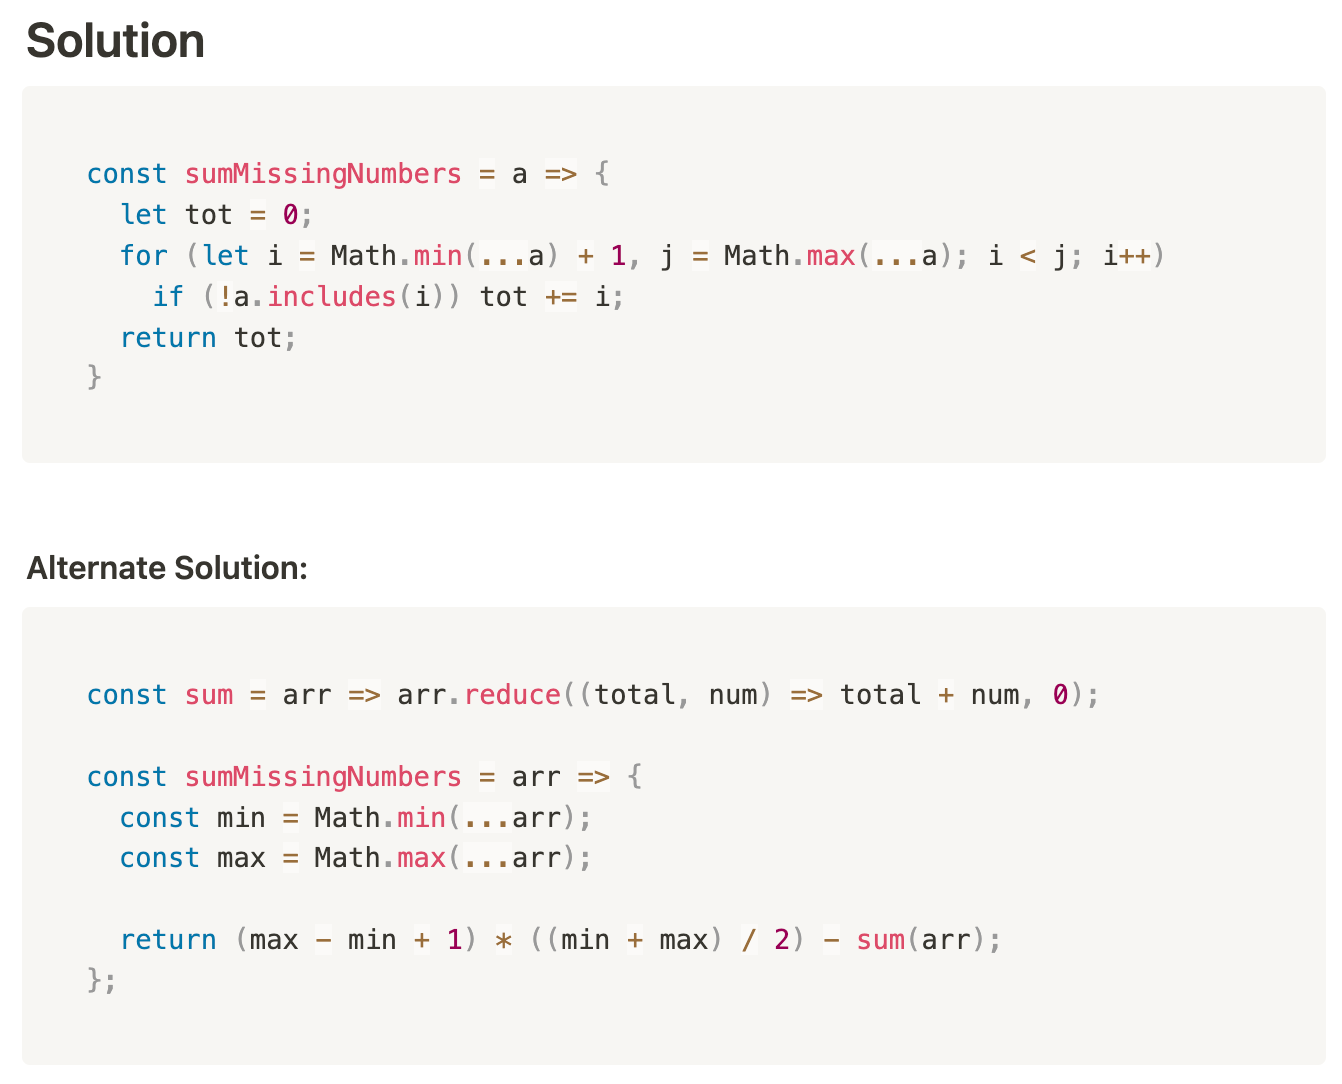 Solution
const sumMissingNumbers = a => {
  let tot = 0;
  for (let i = Math.min(...a) + 1, j = Math.max(...a); i < j; i++)
    if (!a.includes(i)) tot += i;
  return tot;
}
Alternate Solution:
const sum = arr => arr.reduce((total, num) => total + num, 0);
const sumMissingNumbers = arr => {
  const min = Math.min(...arr);
  const max = Math.max(...arr);
  return (max - min + 1) * ((min + max) / 2) - sum(arr);
};